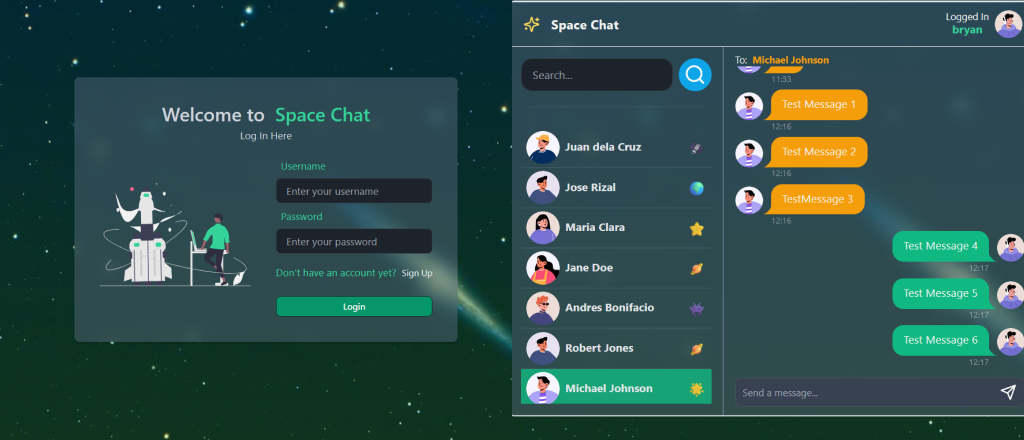 Welcome to Space Chat
Log In Here
Username
Enter your username
Password
Enter your password
Don't have an account yet? Sign Up
Login
Space Chat
Logged In
bryan
Search...
Juan dela Cruz
Jose Rizal
Maria Clara
Jane Doe
Andres Bonifacio
Robert Jones
Michael Johnson
To: Michael Johnson
11:33
Test Message 1
12:16
Test Message 2
12:16
TestMessage 3
12:16
Test Message 4
12:17
Test Message 5
12:17
Test Message 6
12:17
Send a message...